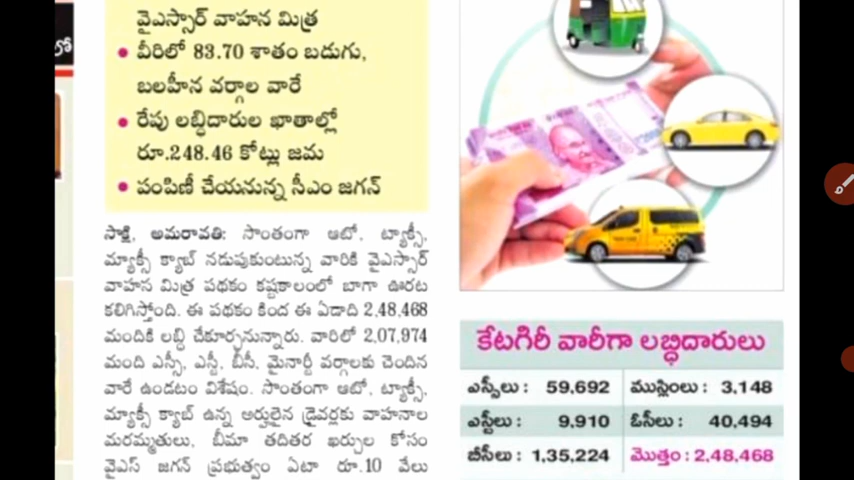 లో
వైఎస్సార్ వాహన మిత్ర
• వీరిలో 83.70 శాతం బడుగు,
బలహీన వర్గాల వారే
• రేపు లబ్ధిదారుల ఖాతాల్లో
రూ.248.46 కోట్లు జమ
• పంపిణీ చేయనున్న సీఎం జగన్
సాక్షి, అమరావతి: సొంతంగా ఆటో, ట్యాక్సీ,
మ్యాక్సీ క్యాబ్ నడుపుకుంటున్న వారికి వైఎస్సార్
వాహన మిత్ర పథకం కష్టకాలంలో బాగా ఊరట
కలిగిస్తోంది. ఈ పథకం కింద ఈ ఏడాది 2,48,468
మందికి లబ్ధి చేకూర్చనున్నారు. వారిలో 2,07,974
మంది ఎస్సీ, ఎస్టీ, బీసీ, మైనార్టీ వర్గాలకు చెందిన
వారే ఉండటం విశేషం. సొంతంగా ఆటో, ట్యాక్సీ,
మ్యాక్సీ క్యాబ్ ఉన్న అర్హులైన డ్రైవర్లకు వాహనాల
మరమ్మతులు, బీమా తదితర ఖర్చుల కోసం
వైఎస్ జగన్ ప్రభుత్వం ఏటా రూ.10 వేలు
కేటగిరీ వారీగా లబ్ధిదారులు
ఎస్సీలు: 59,692 ముస్లింలు: 3,148
ఎస్టీలు: 9,910 ఓసీలు: 40,494
బీసీలు: 1,35,224 మొత్తం: 2,48,468